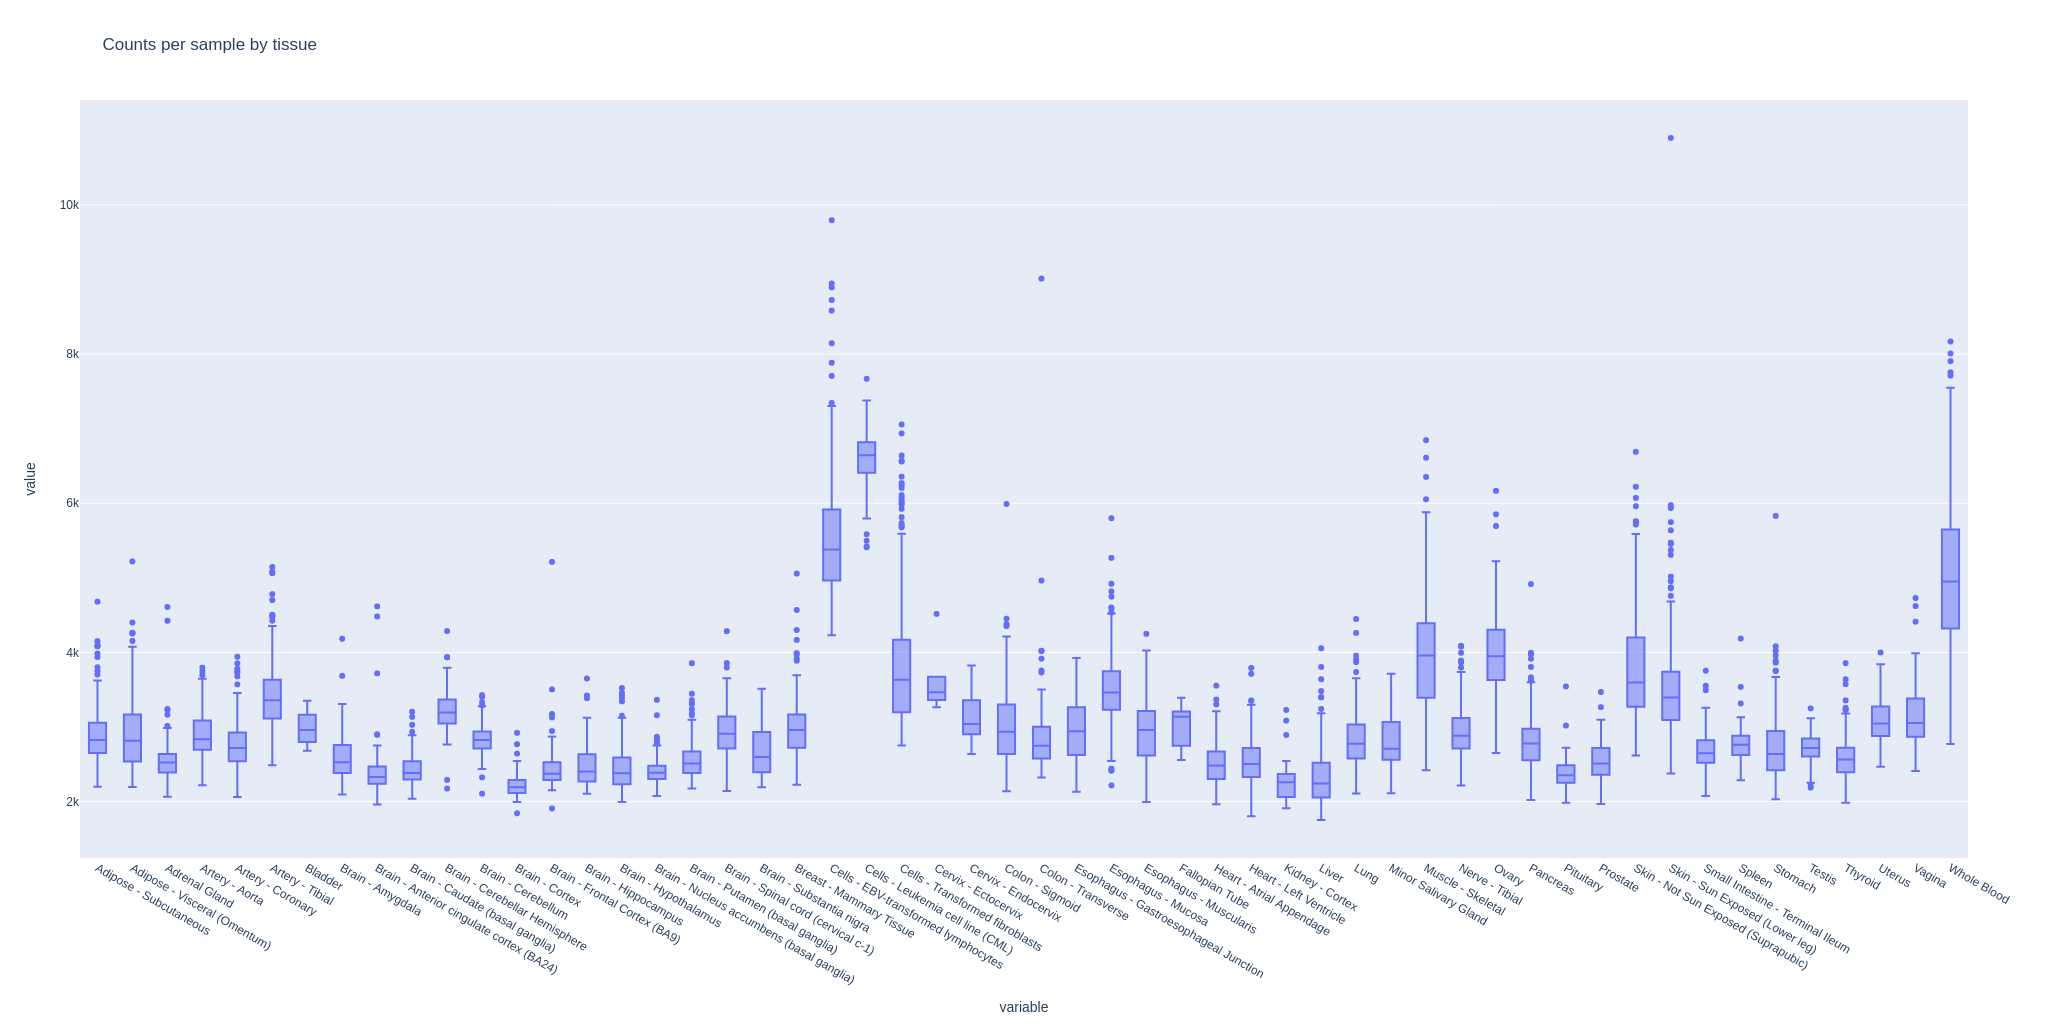 Counts per sample by tissue
value
10k
8k
6k
4k
2k
Adipose - Subcutaneous
Adipose - Visceral (Omentum)
Adrenal Gland
Artery - Aorta
Artery - Coronary
Artery - Tibial
Bladder
Brain - Amygdala
Brain - Anterior cingulate cortex (BA24)
Brain - Caudate (basal ganglia)
Brain - Cerebellar Hemisphere
Brain - Cerebellum
Brain - Cortex
Brain - Frontal Cortex (BA9)
Brain - Hippocampus
Brain - Hypothalamus
Brain - Nucleus accumbens (basal ganglia)
Brain - Putamen (basal ganglia)
Brain - Spinal cord (cervical c-1)
Brain - Substantia nigra
Breast - Mammary Tissue
Cells - EBV-transformed lymphocytes
Cells - Leukemia cell line (CML)
Cells - Transformed fibroblasts
Cervix - Ectocervix
Cervix - Endocervix
Colon - Sigmoid
Colon - Transverse
Esophagus - Gastroesophageal Junction
Esophagus - Mucosa
Esophagus - Muscularis
Fallopian Tube
Heart - Atrial Appendage
Heart - Left Ventricle
Kidney - Cortex
Liver
Lung
Minor Salivary Gland
Muscle - Skeletal
Nerve - Tibial
Ovary
Pancreas
Pituitary
Prostate
Skin - Not Sun Exposed (Suprapubic)
Skin - Sun Exposed (Lower leg)
Small Intestine - Terminal Ileum
Spleen
Stomach
Testis
Thyroid
Uterus
Vagina
Whole Blood
variable